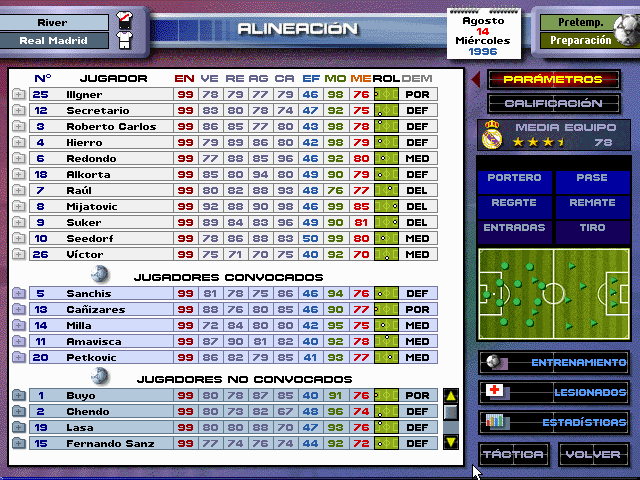 River
Real Madrid
ALINEACIÓN
Agosto
14
Miércoles
1996
Pretemp.
Preparación
Nº JUGADOR EN VE RE AG CA EF MO ME ROL DEM
25 Illgner 99 78 79 77 79 46 98 76 POR
12 Secretario 99 83 80 78 74 47 92 75 DEF
3 Roberto Carlos 99 86 85 77 80 43 98 78 DEF
4 Hierro 99 79 89 86 80 42 98 79 DEF
6 Redondo 99 77 88 85 96 46 92 80 MED
18 Alkorta 99 85 80 94 80 49 90 79 DEF
7 Raúl 99 80 82 88 93 48 76 77 DEL
8 Mijatovic 99 92 88 90 98 46 99 85 DEL
9 Suker 99 89 84 83 96 49 90 81 DEL
10 Seedorf 99 78 86 88 83 50 99 80 MED
26 Víctor 99 75 71 70 75 40 92 70 MED
JUGADORES CONVOCADOS
5 Sanchis 99 81 78 75 86 46 94 76 DEF
13 Cañizares 99 88 76 80 85 46 90 77 POR
14 Milla 99 72 84 80 80 42 95 75 MED
11 Amavisca 99 87 90 81 82 40 92 78 MED
20 Petkovic 99 86 82 79 85 41 93 77 MED
JUGADORES NO CONVOCADOS
1 Buyo 99 80 78 87 85 40 91 76 POR
2 Chendo 99 80 73 82 67 48 96 74 DEF
19 Lasa 99 80 80 88 70 47 93 76 DEF
15 Fernando Sanz 99 77 74 76 74 44 92 72 DEF
PARÁMETROS
CALIFICACIÓN
MEDIA EQUIPO
78
PORTERO PASE
REGATE REMATE
ENTRADAS TIRO
ENTRENAMIENTO
LESIONADOS
ESTADÍSTICAS
TÁCTICA VOLVER